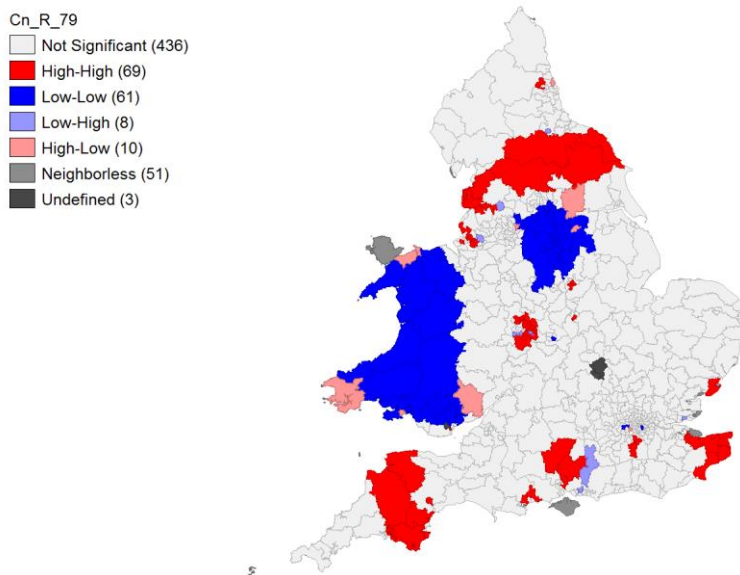 Cn_R_79
Not Significant (436)
High-High (69)
Low-Low (61)
Low-High (8)
High-Low (10)
Neighborless (51)
Undefined (3)